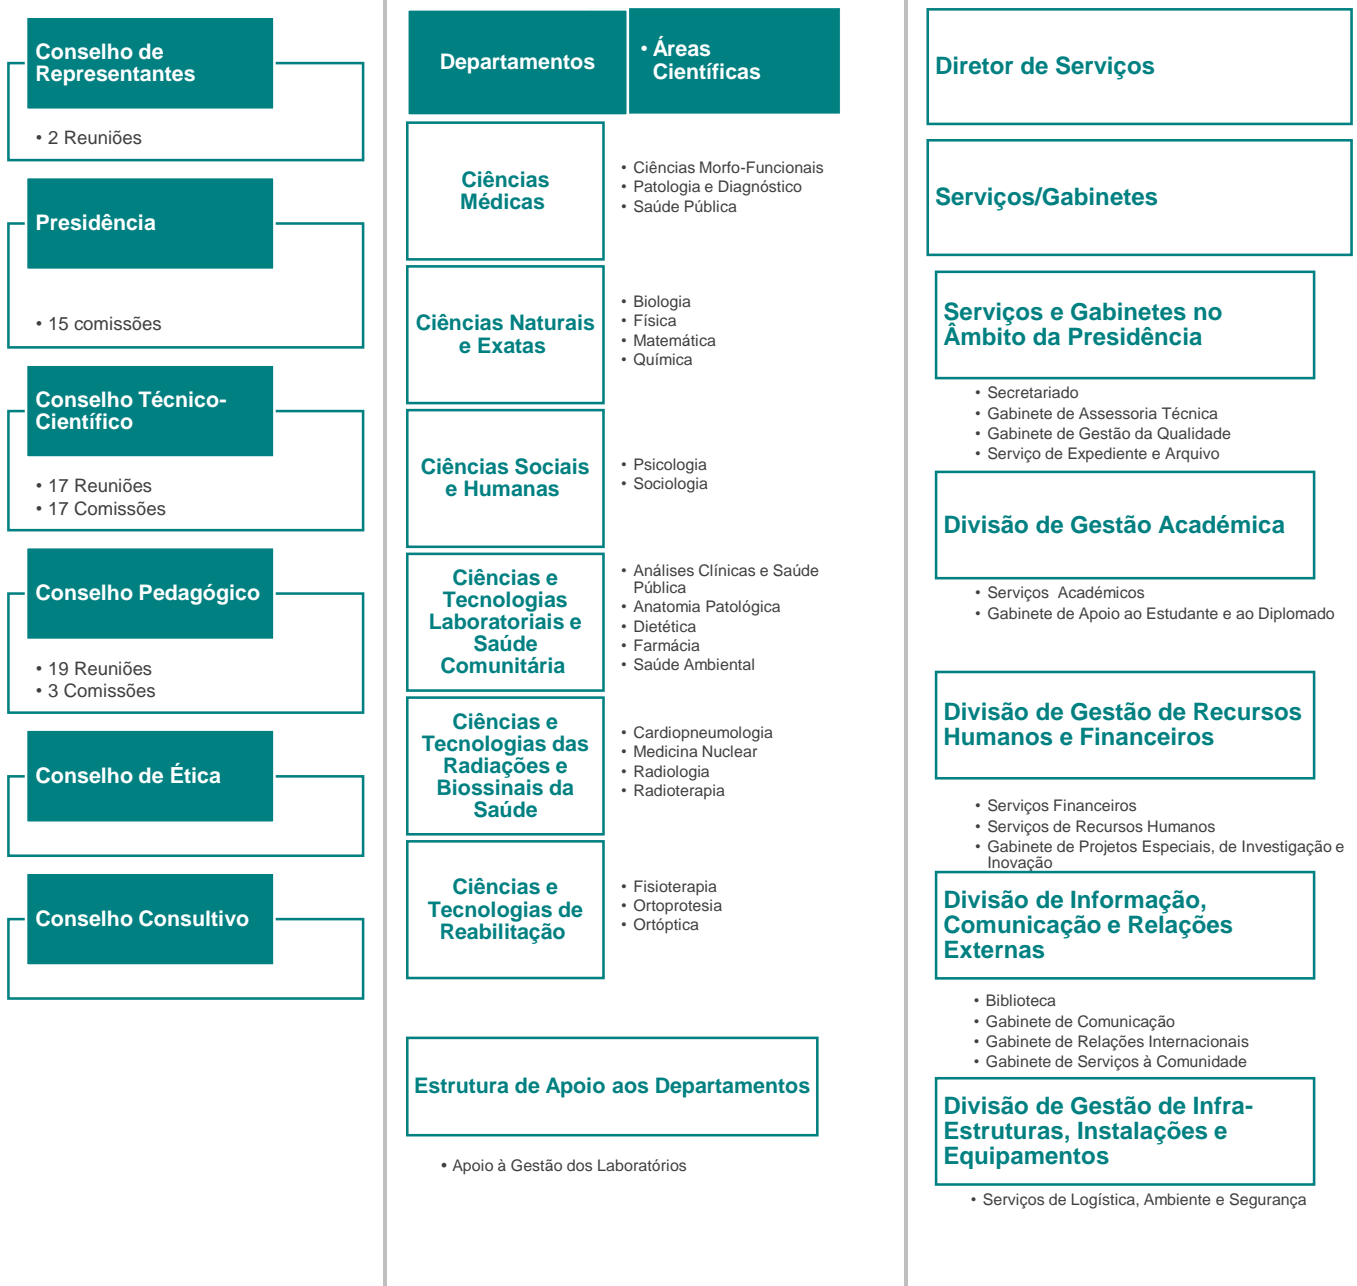 Conselho de
Representantes
• 2 Reuniões
Presidência
• 15 comissões
Conselho Técnico-
Científico
• 17 Reuniões
• 17 Comissões
Conselho Pedagógico
• 19 Reuniões
• 3 Comissões
Conselho de Ética
Conselho Consultivo
Departamentos
• Áreas
Científicas
Ciências
Médicas
• Ciências Morfo-Funcionais
• Patologia e Diagnóstico
• Saúde Pública
Ciências Naturais
e Exatas
• Biologia
• Física
• Matemática
• Química
Ciências Sociais
e Humanas
• Psicologia
• Sociologia
Ciências e
Tecnologias
Laboratoriais e
Saúde
Comunitária
• Análises Clínicas e Saúde
Pública
• Anatomia Patológica
• Dietética
• Farmácia
• Saúde Ambiental
Ciências e
Tecnologias das
Radiações e
Biossinais da
Saúde
• Cardiopneumologia
• Medicina Nuclear
• Radiologia
• Radioterapia
Ciências e
Tecnologias de
Reabilitação
• Fisioterapia
• Ortoprotesia
• Ortóptica
Estrutura de Apoio aos Departamentos
• Apoio à Gestão dos Laboratórios
Diretor de Serviços
Serviços/Gabinetes
Serviços e Gabinetes no
Âmbito da Presidência
• Secretariado
• Gabinete de Assessoria Técnica
• Gabinete de Gestão da Qualidade
• Serviço de Expediente e Arquivo
Divisão de Gestão Académica
• Serviços Académicos
• Gabinete de Apoio ao Estudante e ao Diplomado
Divisão de Gestão de Recursos
Humanos e Financeiros
• Serviços Financeiros
• Serviços de Recursos Humanos
• Gabinete de Projetos Especiais, de Investigação e
Inovação
Divisão de Informação,
Comunicação e Relações
Externas
• Biblioteca
• Gabinete de Comunicação
• Gabinete de Relações Internacionais
• Gabinete de Serviços à Comunidade
Divisão de Gestão de Infra-
Estruturas, Instalações e
Equipamentos
• Serviços de Logística, Ambiente e Segurança